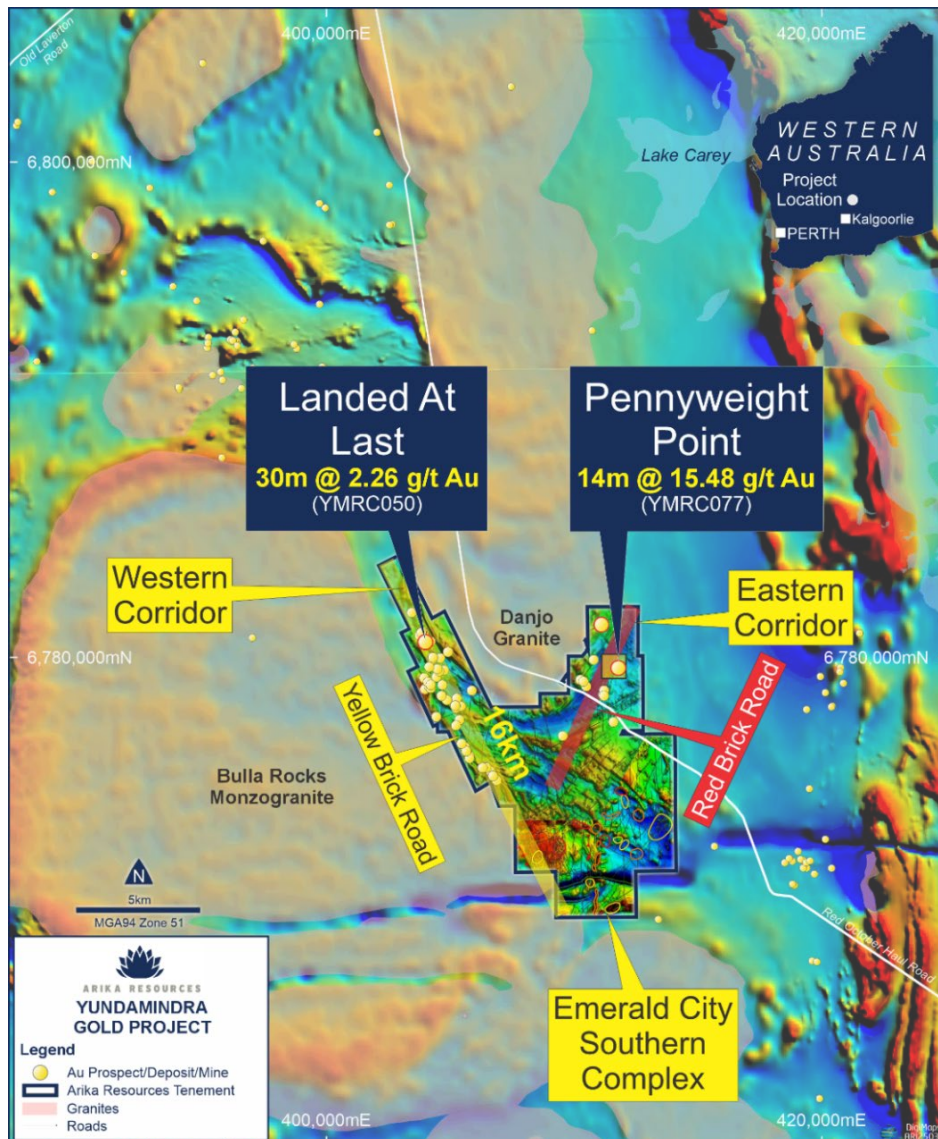 400,000mE
420,000mE
Old Laverton
Road
6,800,000mN
Lake Carey
WESTERN
AUSTRALIA
Project
Location
Kalgoorlie
PERTH
Landed At
Last
30m @ 2.26 g/t Au
(YMRC050)
Pennyweight
Point
14m @ 15.48 g/t Au
(YMRC077)
Western
Corridor
Danjo
Granite
Eastern
Corridor
6,780,000mN
6,780,000mN
Yellow Brick Road
16km
Red Brick Road
Bulla Rocks
Monzogranite
N
5km
MGA94 Zone 51
Red October Haul Road
ARIKA RESOURCES
YUNDAMINDRA
GOLD PROJECT
Legend
Au Prospect/Deposit/Mine
Arika Resources Tenement
Granites
Roads
Emerald City
Southern
Complex
400,000mE
420,000mE